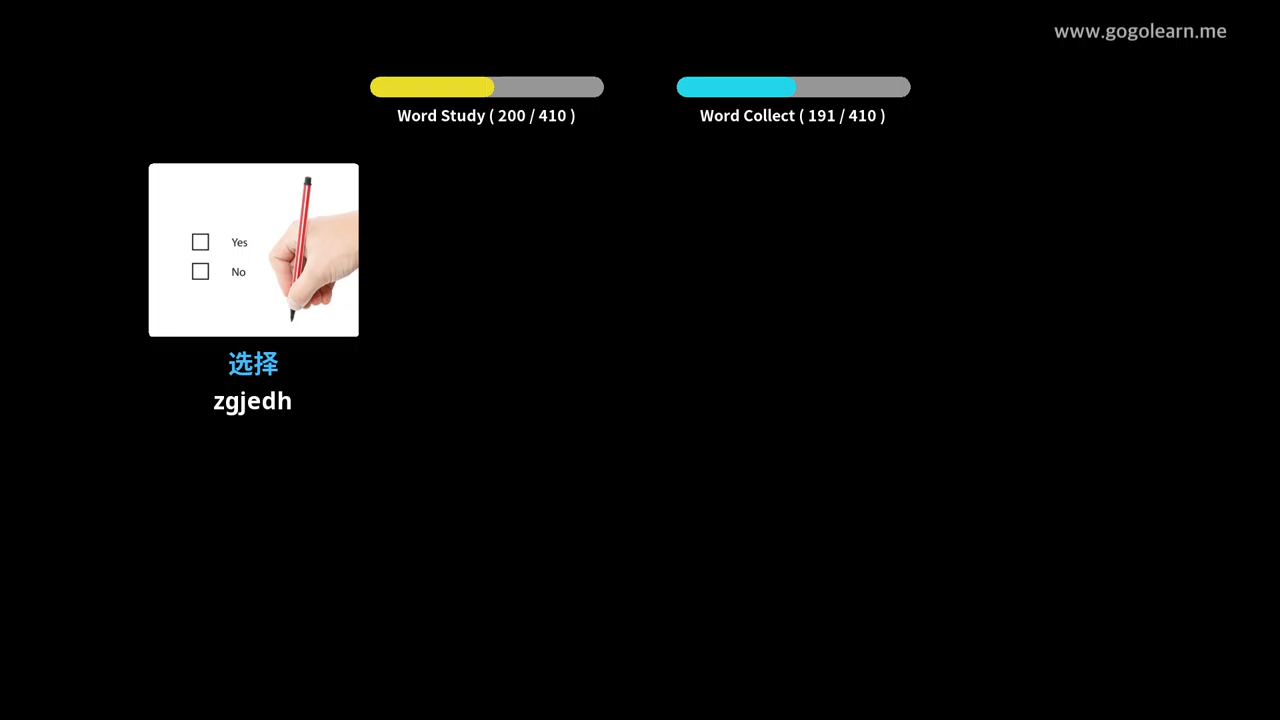 www.gogolearn.me
Word Study ( 200 / 410 )
Word Collect ( 191 / 410 )
Yes
No
选择
zgjedh